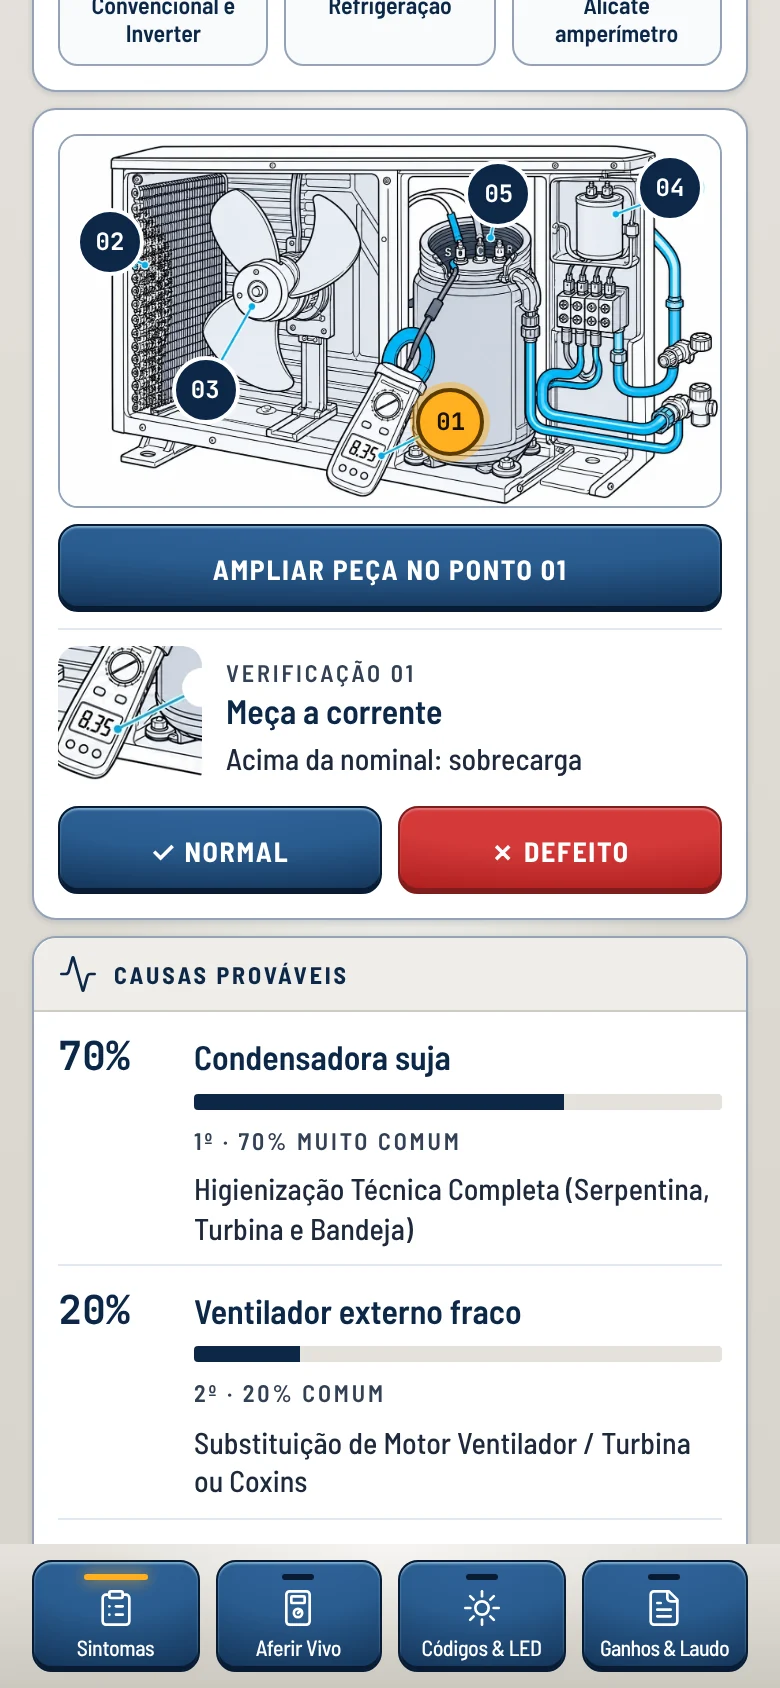 Convencional e
Inverter
Refrigeração
Alicate
amperímetro
05
04
02
S
C
R
03
01
8.35
AMPLIAR PEÇA NO PONTO 01
8.35
VERIFICAÇÃO 01
Meça a corrente
Acima da nominal: sobrecarga
NORMAL
DEFEITO
CAUSAS PROVÁVEIS
70%
Condensadora suja
1º · 70% MUITO COMUM
Higienização Técnica Completa (Serpentina,
Turbina e Bandeja)
20%
Ventilador externo fraco
2º · 20% COMUM
Substituição de Motor Ventilador / Turbina
ou Coxins
Sintomas
Aferir Vivo
Códigos & LED
Ganhos & Laudo